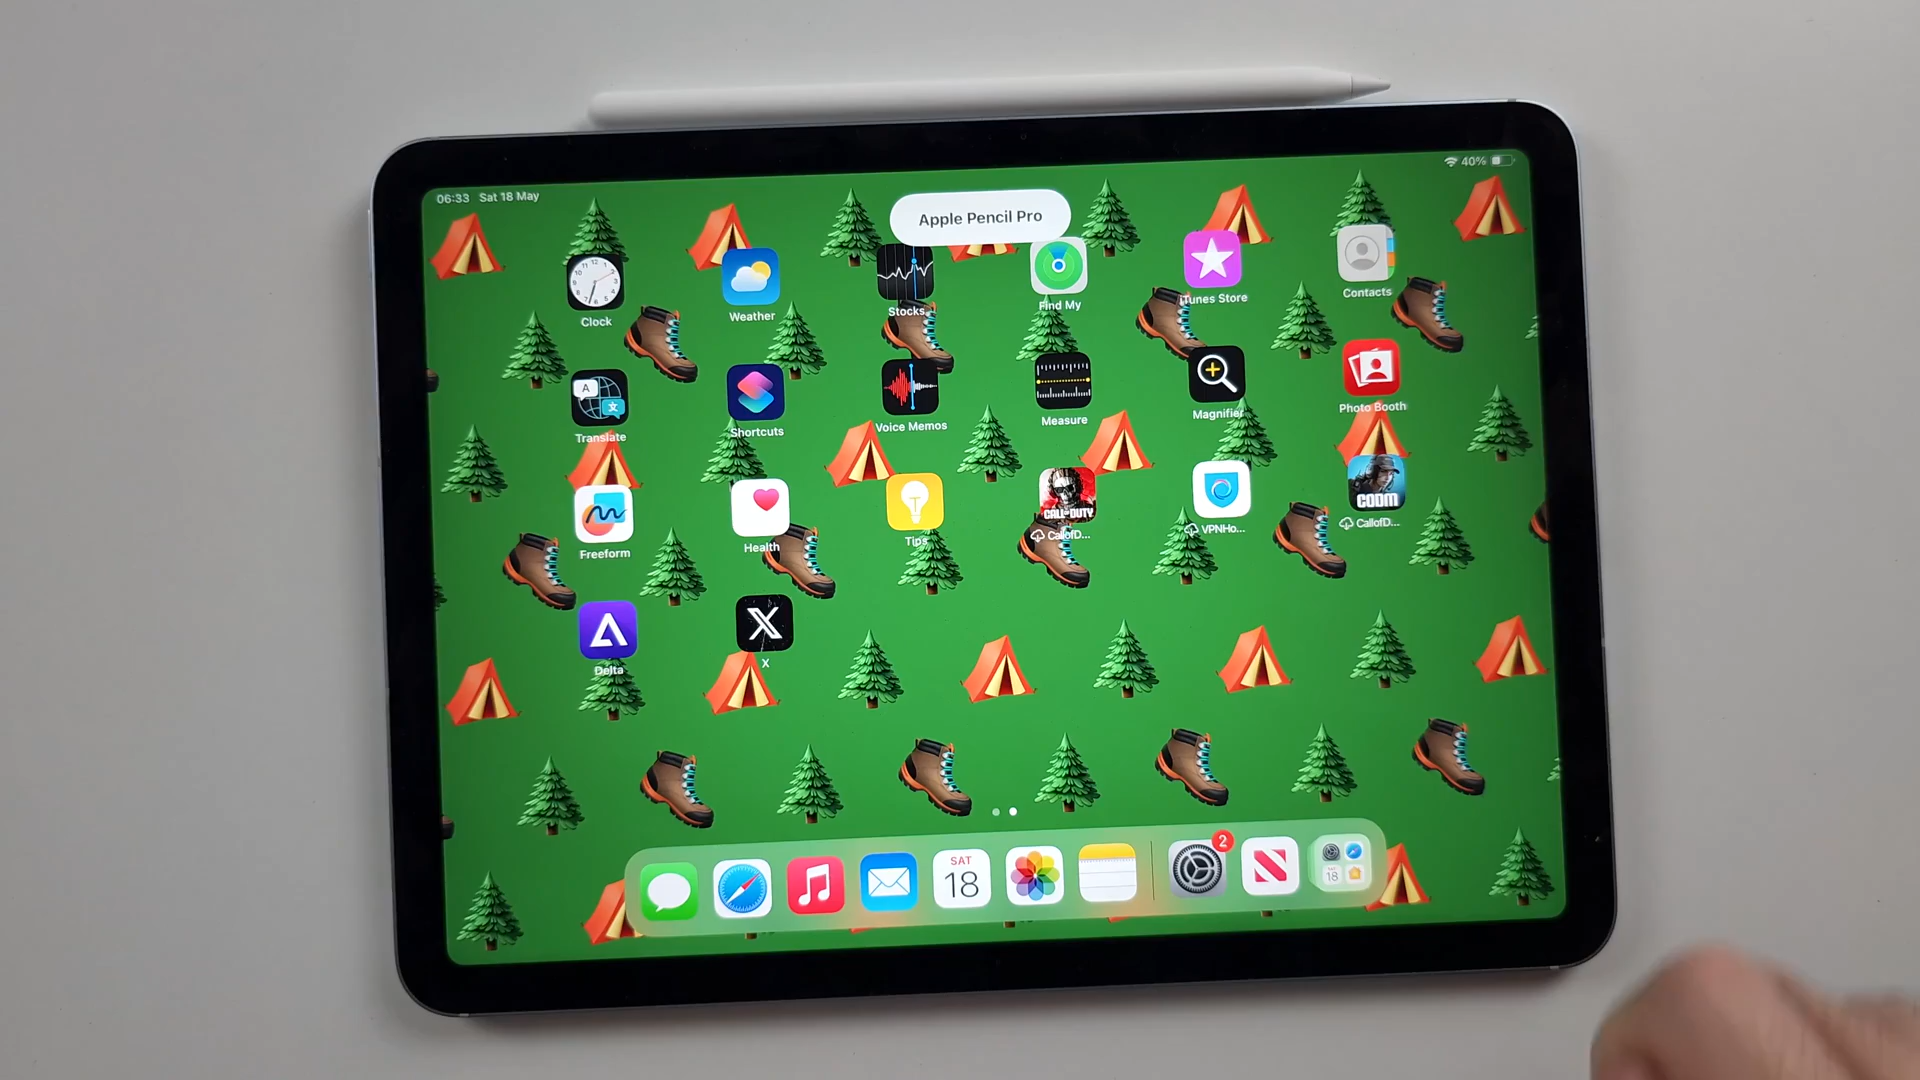 06:33 Sat 18 May
40%
Apple Pencil Pro
Clock
Weather
Stocks
Find My
iTunes Store
Contacts
Translate
Shortcuts
Voice Memos
Measure
Magnifier
Photo Booth
Freeform
Health
Tips
CALL OF DUTY
CallofD...
VPNHo...
CODM
CallofD...
Delta
X
SAT
18
2
18